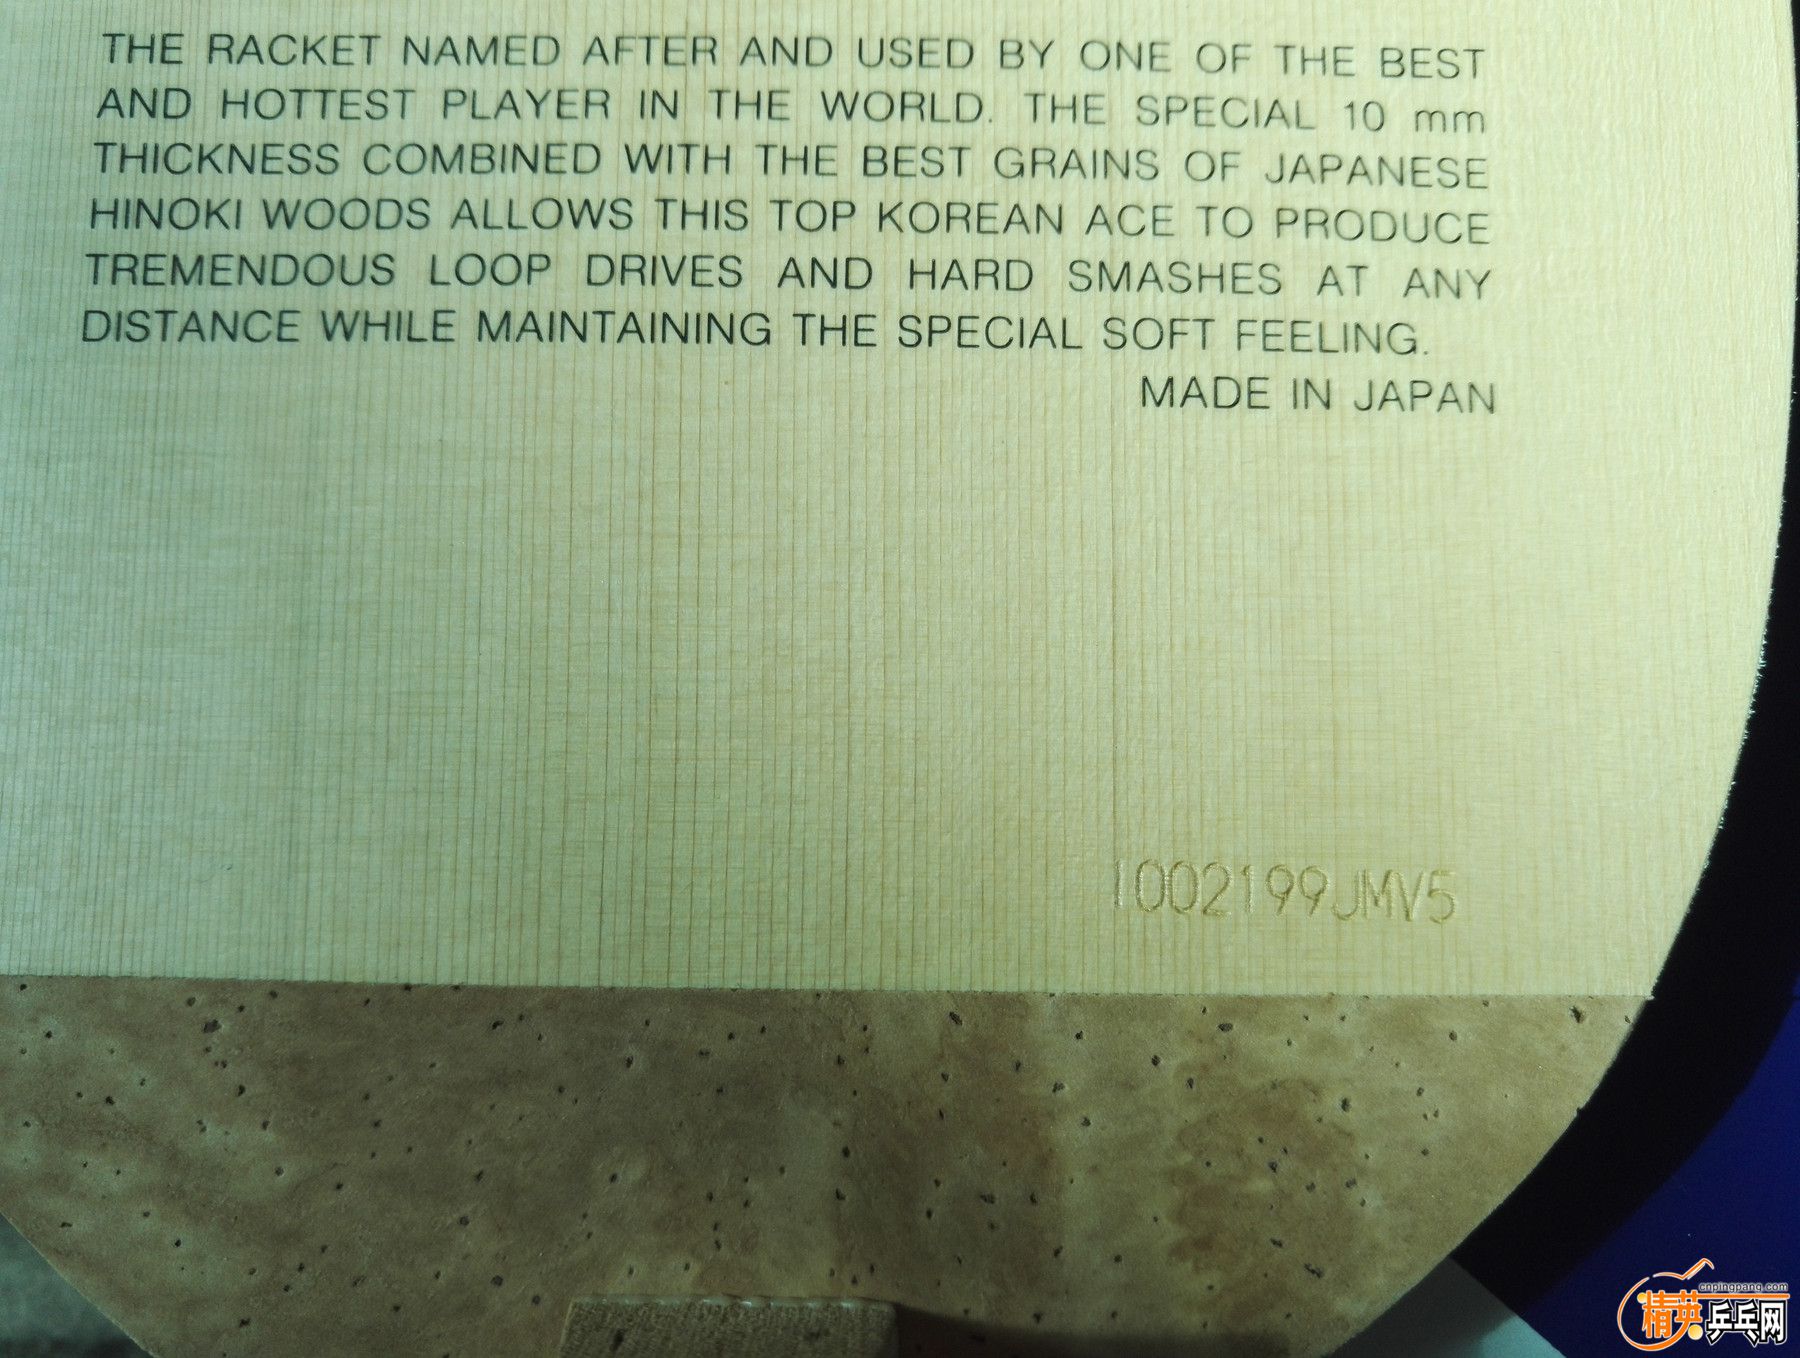 THE RACKET NAMED AFTER AND USED BY ONE OF THE BEST
AND HOTTEST PLAYER IN THE WORLD. THE SPECIAL 10 mm
THICKNESS COMBINED WITH THE BEST GRAINS OF JAPANESE
HINOKI WOODS ALLOWS THIS TOP KOREAN ACE TO PRODUCE
TREMENDOUS LOOP DRIVES AND HARD SMASHES AT ANY
DISTANCE WHILE MAINTAINING THE SPECIAL SOFT FEELING.
MADE IN JAPAN
1002199JMV5
cnpingpang.com
精英乒乓网